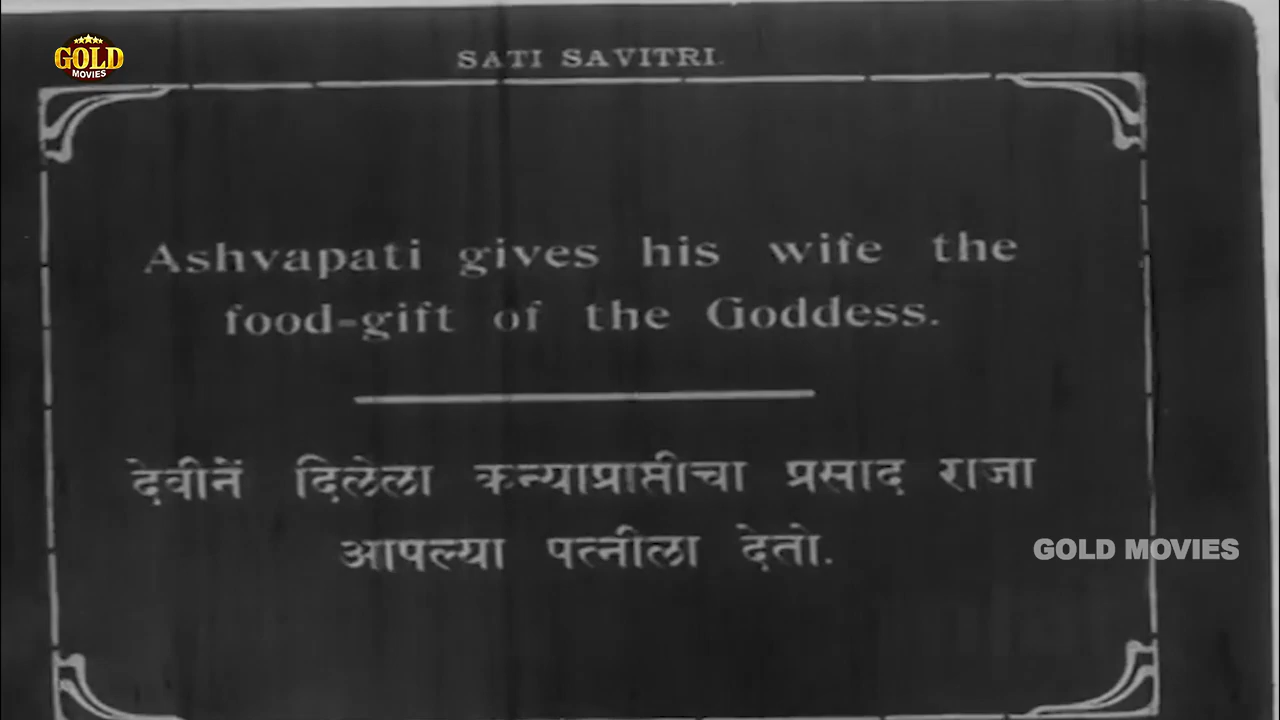 GOLD
MOVIES
SATI SAVITRI.
Ashvapati gives his wife the
food-gift of the Goddess.
देवीनें दिलेला कन्याप्राप्तीचा प्रसाद राजा
आपल्या पत्नीला देतो.
GOLD MOVIES